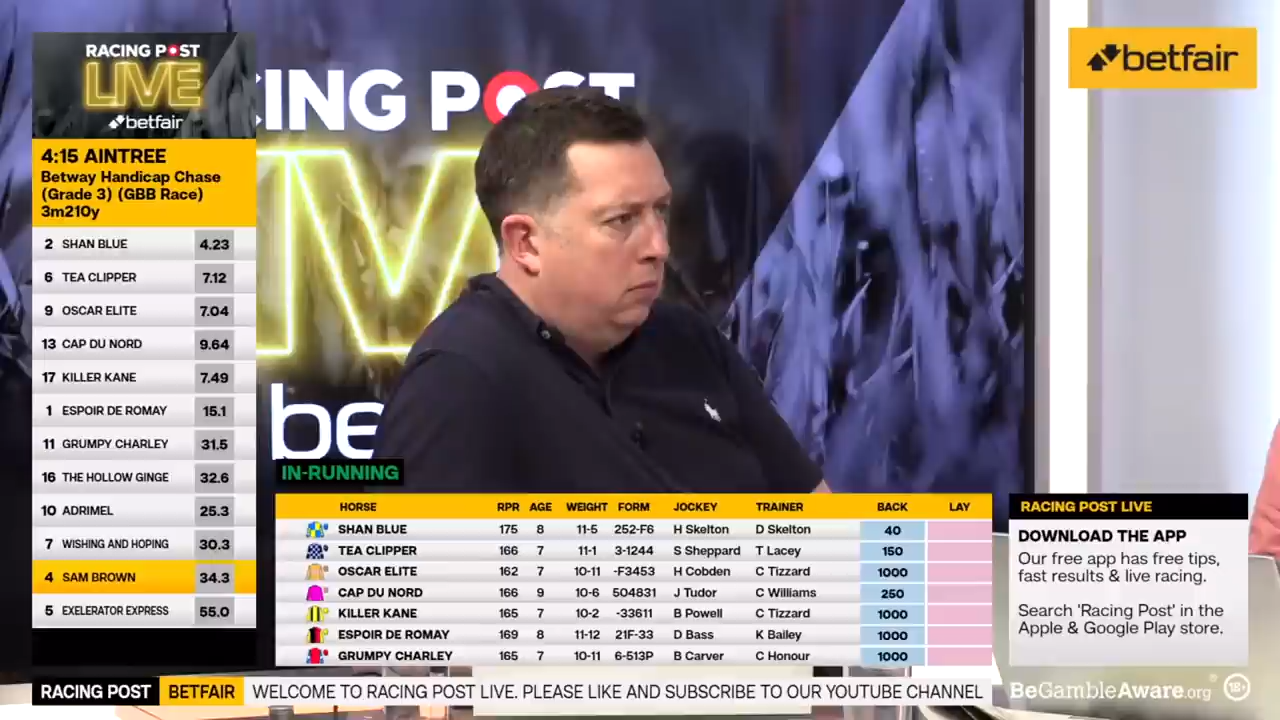 RACING POST
LIVE
betfair
4:15 AINTREE
Betway Handicap Chase
(Grade 3) (GBB Race)
3m210y
2 SHAN BLUE 4.23
6 TEA CLIPPER 7.12
9 OSCAR ELITE 7.04
13 CAP DU NORD 9.64
17 KILLER KANE 7.49
1 ESPOIR DE ROMAY 15.1
11 GRUMPY CHARLEY 31.5
16 THE HOLLOW GINGE 32.6
10 ADRIMEL 25.3
7 WISHING AND HOPING 30.3
4 SAM BROWN 34.3
5 EXELERATOR EXPRESS 55.0
CING POST
IV
be
betfair
IN-RUNNING
HORSE RPR AGE WEIGHT FORM JOCKEY TRAINER BACK LAY
SHAN BLUE 175 8 11-5 252-F6 H Skelton D Skelton 40
TEA CLIPPER 166 7 11-1 3-1244 S Sheppard T Lacey 150
OSCAR ELITE 162 7 10-11 -F3453 H Cobden C Tizzard 1000
CAP DU NORD 166 9 10-6 504831 J Tudor C Williams 250
KILLER KANE 165 7 10-2 -33611 B Powell C Tizzard 1000
ESPOIR DE ROMAY 169 8 11-12 21F-33 D Bass K Bailey 1000
GRUMPY CHARLEY 165 7 10-11 6-513P B Carver C Honour 1000
RACING POST LIVE
DOWNLOAD THE APP
Our free app has free tips,
fast results & live racing.
Search 'Racing Post' in the
Apple & Google Play store.
RACING POST BETFAIR WELCOME TO RACING POST LIVE. PLEASE LIKE AND SUBSCRIBE TO OUR YOUTUBE CHANNEL
BeGambleAware.org® 18+